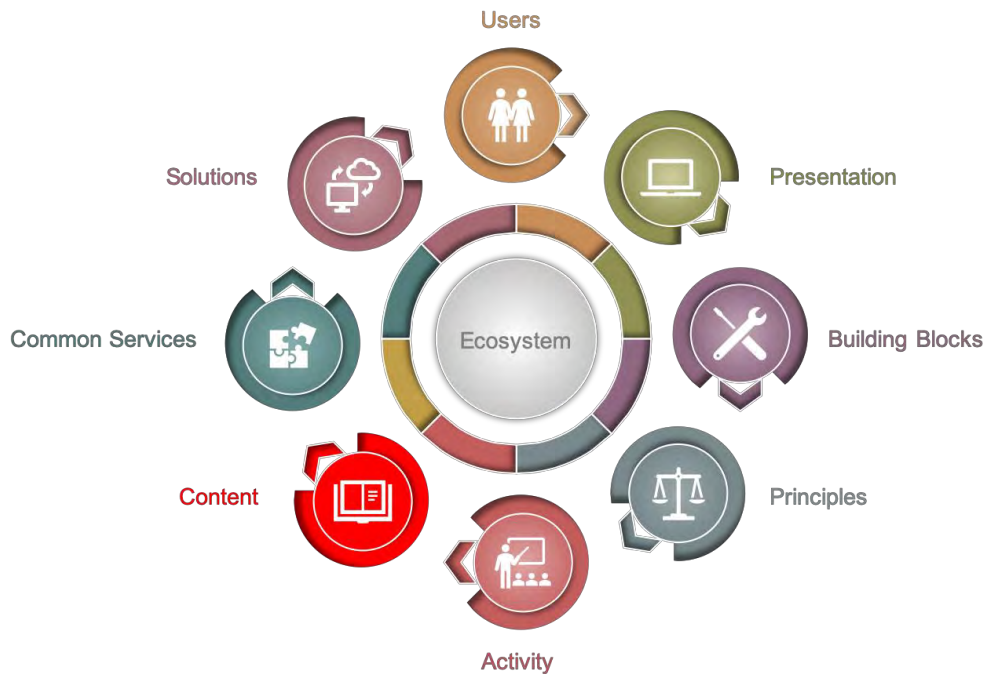 Users
Solutions
Presentation
Common Services
Ecosystem
Building Blocks
Content
Principles
Activity